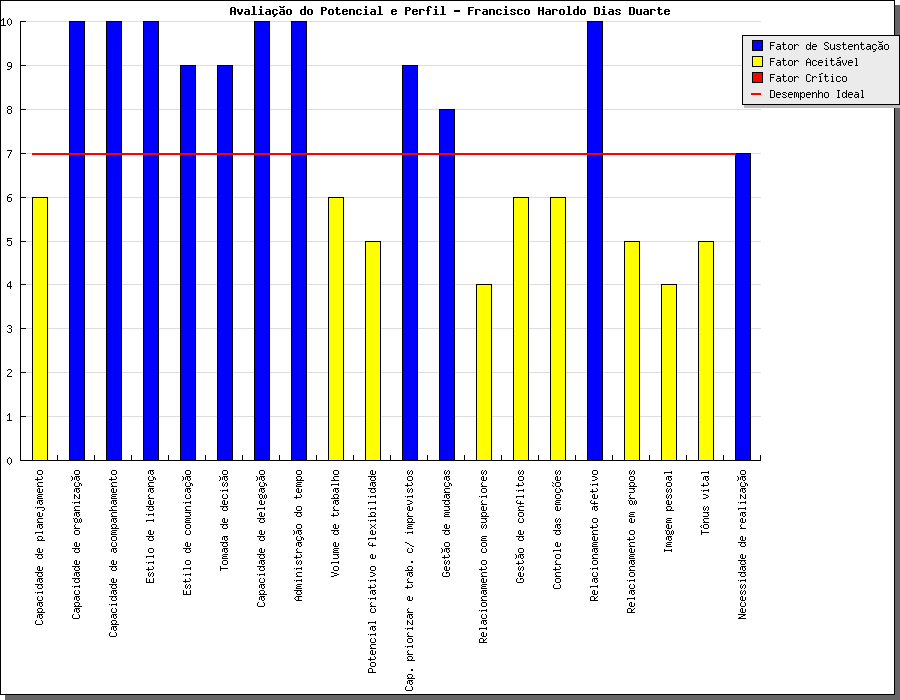 Avaliação do Potencial e Perfil - Francisco Haroldo Dias Duarte
Fator de Sustentação
Fator Aceitável
Fator Crítico
Desempenho Ideal
10
9
8
7
6
5
4
3
2
1
0
Capacidade de planejamento
Capacidade de organização
Capacidade de acompanhamento
Estilo de liderança
Estilo de comunicação
Tomada de decisão
Capacidade de delegação
Administração do tempo
Volume de trabalho
Potencial criativo e flexibilidade
Cap. priorizar e trab. c/ imprevistos
Gestão de mudanças
Relacionamento com superiores
Gestão de conflitos
Controle das emoções
Relacionamento afetivo
Relacionamento em grupos
Imagem pessoal
Tônus vital
Necessidade de realização